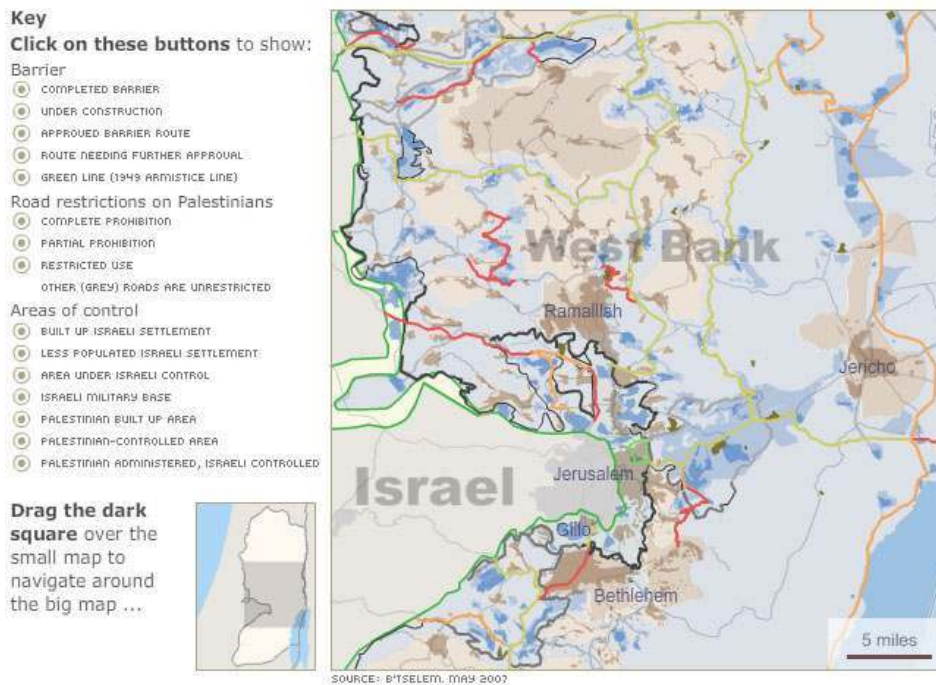 Key
Click on these buttons to show:
Barrier
COMPLETED BARRIER
UNDER CONSTRUCTION
APPROVED BARRIER ROUTE
ROUTE NEEDING FURTHER APPROVAL
GREEN LINE (1949 ARMISTICE LINE)
Road restrictions on Palestinians
COMPLETE PROHIBITION
PARTIAL PROHIBITION
RESTRICTED USE
OTHER (GREY) ROADS ARE UNRESTRICTED
Areas of control
BUILT UP ISRAELI SETTLEMENT
LESS POPULATED ISRAELI SETTLEMENT
AREA UNDER ISRAELI CONTROL
ISRAELI MILITARY BASE
PALESTINIAN BUILT UP AREA
PALESTINIAN-CONTROLLED AREA
PALESTINIAN ADMINISTERED, ISRAELI CONTROLLED
Drag the dark
square over the
small map to
navigate around
the big map ...
West Bank
Ramallish
Jericho
Jerusalem
Israel
Gillo
Bethlehem
5 miles
SOURCE: B'TSELEM, MAY 2007